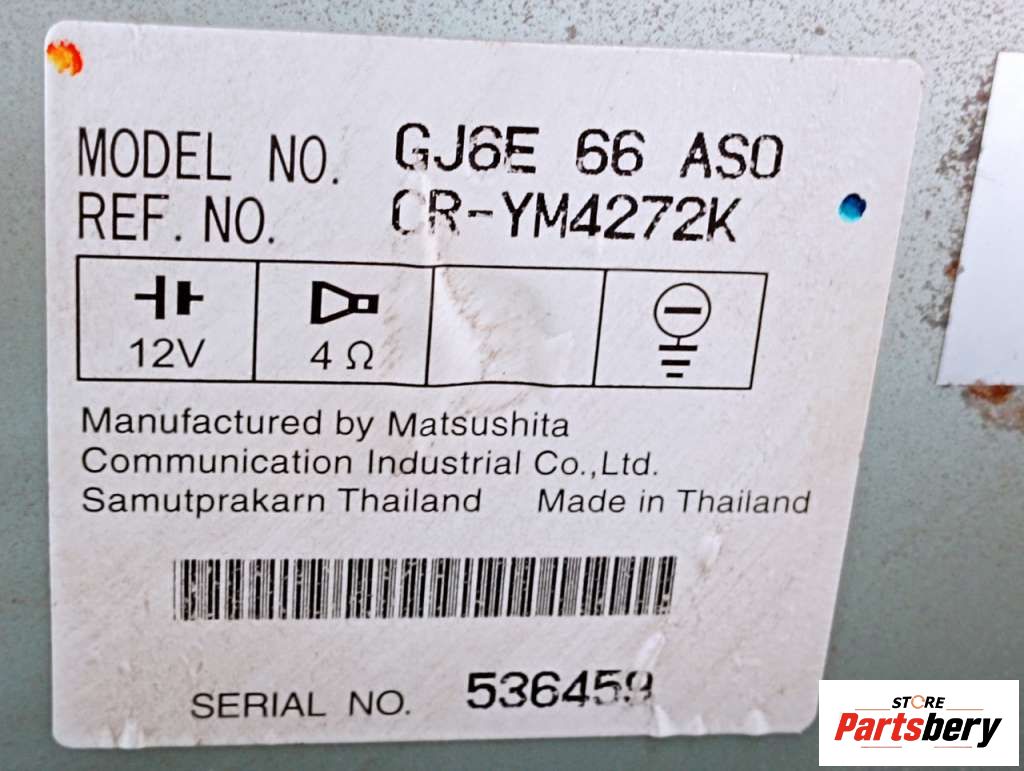 MODEL NO. GJ6E 66 AS0
REF. NO. CR-YM4272K
12V
4 Ω
Manufactured by Matsushita
Communication Industrial Co.,Ltd.
Samutprakarn Thailand Made in Thailand
SERIAL NO. 536459
STORE
Partsbery